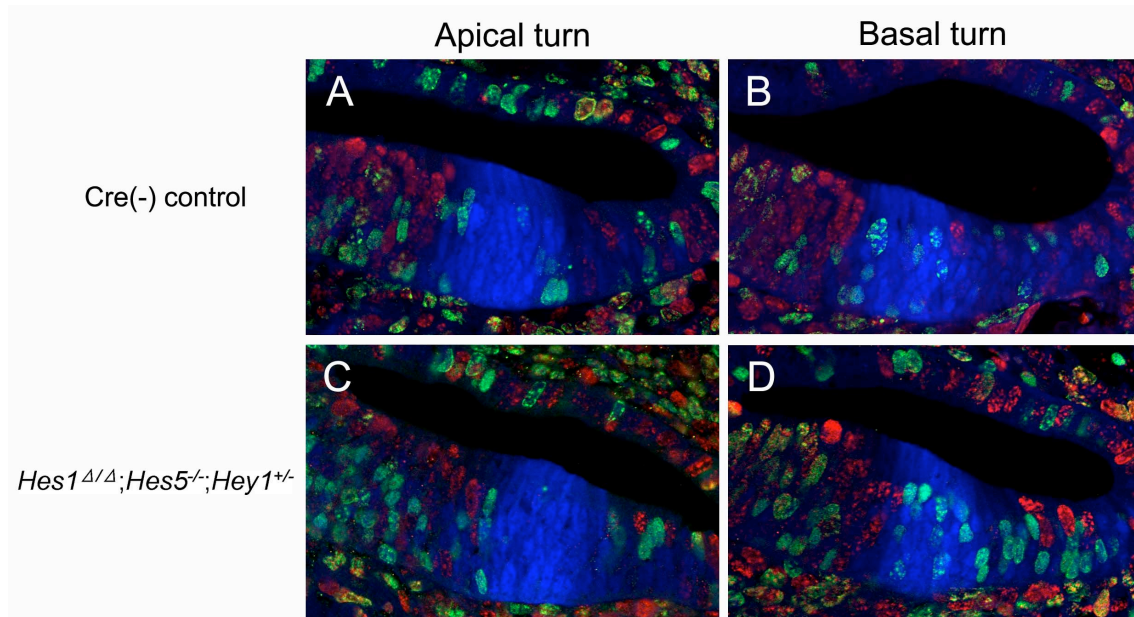 Apical turn
Basal turn
A
B
Cre(-) control
C
D
Hes1Δ/Δ;Hes5-/-;Hey1+/-